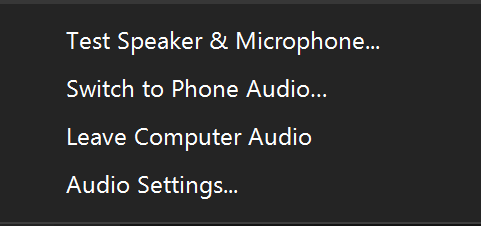 Test Speaker & Microphone...
Switch to Phone Audio...
Leave Computer Audio
Audio Settings...